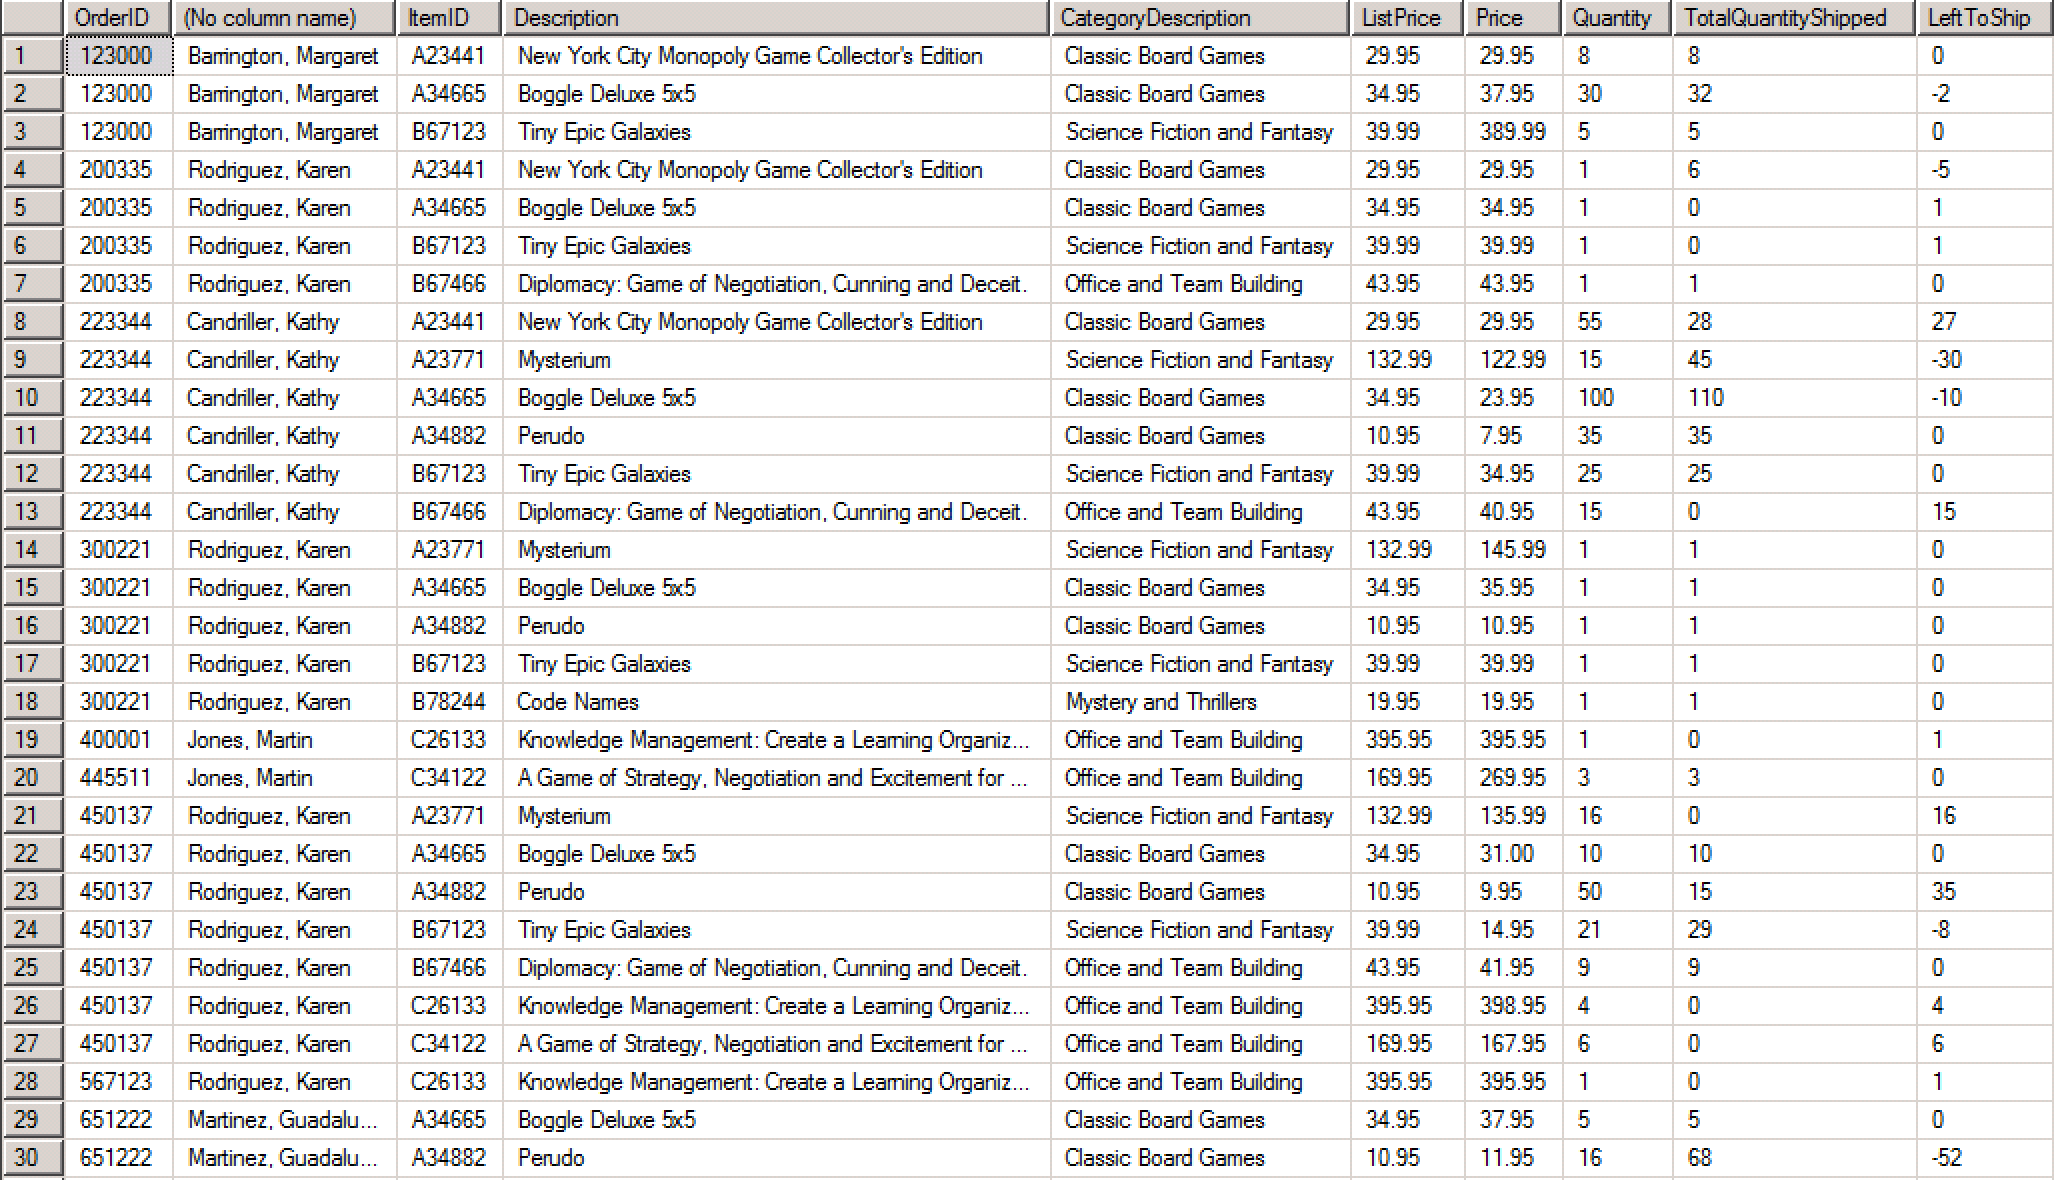 OrderID (No column name) ItemID Description CategoryDescription ListPrice Price Quantity TotalQuantityShipped LeftToShip
1 123000 Barrington, Margaret A23441 New York City Monopoly Game Collector's Edition Classic Board Games 29.95 29.95 8 8 0
2 123000 Barrington, Margaret A34665 Boggle Deluxe 5x5 Classic Board Games 34.95 37.95 30 32 -2
3 123000 Barrington, Margaret B67123 Tiny Epic Galaxies Science Fiction and Fantasy 39.99 389.99 5 5 0
4 200335 Rodriguez, Karen A23441 New York City Monopoly Game Collector's Edition Classic Board Games 29.95 29.95 1 6 -5
5 200335 Rodriguez, Karen A34665 Boggle Deluxe 5x5 Classic Board Games 34.95 34.95 1 0 1
6 200335 Rodriguez, Karen B67123 Tiny Epic Galaxies Science Fiction and Fantasy 39.99 39.99 1 0 1
7 200335 Rodriguez, Karen B67466 Diplomacy: Game of Negotiation, Cunning and Deceit. Office and Team Building 43.95 43.95 1 1 0
8 223344 Candriller, Kathy A23441 New York City Monopoly Game Collector's Edition Classic Board Games 29.95 29.95 55 28 27
9 223344 Candriller, Kathy A23771 Mysterium Science Fiction and Fantasy 132.99 122.99 15 45 -30
10 223344 Candriller, Kathy A34665 Boggle Deluxe 5x5 Classic Board Games 34.95 23.95 100 110 -10
11 223344 Candriller, Kathy A34882 Perudo Classic Board Games 10.95 7.95 35 35 0
12 223344 Candriller, Kathy B67123 Tiny Epic Galaxies Science Fiction and Fantasy 39.99 34.95 25 25 0
13 223344 Candriller, Kathy B67466 Diplomacy: Game of Negotiation, Cunning and Deceit. Office and Team Building 43.95 40.95 15 0 15
14 300221 Rodriguez, Karen A23771 Mysterium Science Fiction and Fantasy 132.99 145.99 1 1 0
15 300221 Rodriguez, Karen A34665 Boggle Deluxe 5x5 Classic Board Games 34.95 35.95 1 1 0
16 300221 Rodriguez, Karen A34882 Perudo Classic Board Games 10.95 10.95 1 1 0
17 300221 Rodriguez, Karen B67123 Tiny Epic Galaxies Science Fiction and Fantasy 39.99 39.99 1 1 0
18 300221 Rodriguez, Karen B78244 Code Names Mystery and Thrillers 19.95 19.95 1 1 0
19 400001 Jones, Martin C26133 Knowledge Management: Create a Learning Organiz... Office and Team Building 395.95 395.95 1 0 1
20 445511 Jones, Martin C34122 A Game of Strategy, Negotiation and Excitement for ... Office and Team Building 169.95 269.95 3 3 0
21 450137 Rodriguez, Karen A23771 Mysterium Science Fiction and Fantasy 132.99 135.99 16 0 16
22 450137 Rodriguez, Karen A34665 Boggle Deluxe 5x5 Classic Board Games 34.95 31.00 10 10 0
23 450137 Rodriguez, Karen A34882 Perudo Classic Board Games 10.95 9.95 50 15 35
24 450137 Rodriguez, Karen B67123 Tiny Epic Galaxies Science Fiction and Fantasy 39.99 14.95 21 29 -8
25 450137 Rodriguez, Karen B67466 Diplomacy: Game of Negotiation, Cunning and Deceit. Office and Team Building 43.95 41.95 9 9 0
26 450137 Rodriguez, Karen C26133 Knowledge Management: Create a Learning Organiz... Office and Team Building 395.95 398.95 4 0 4
27 450137 Rodriguez, Karen C34122 A Game of Strategy, Negotiation and Excitement for ... Office and Team Building 169.95 167.95 6 0 6
28 567123 Rodriguez, Karen C26133 Knowledge Management: Create a Learning Organiz... Office and Team Building 395.95 395.95 1 0 1
29 651222 Martinez, Guadalu... A34665 Boggle Deluxe 5x5 Classic Board Games 34.95 37.95 5 5 0
30 651222 Martinez, Guadalu... A34882 Perudo Classic Board Games 10.95 11.95 16 68 -52